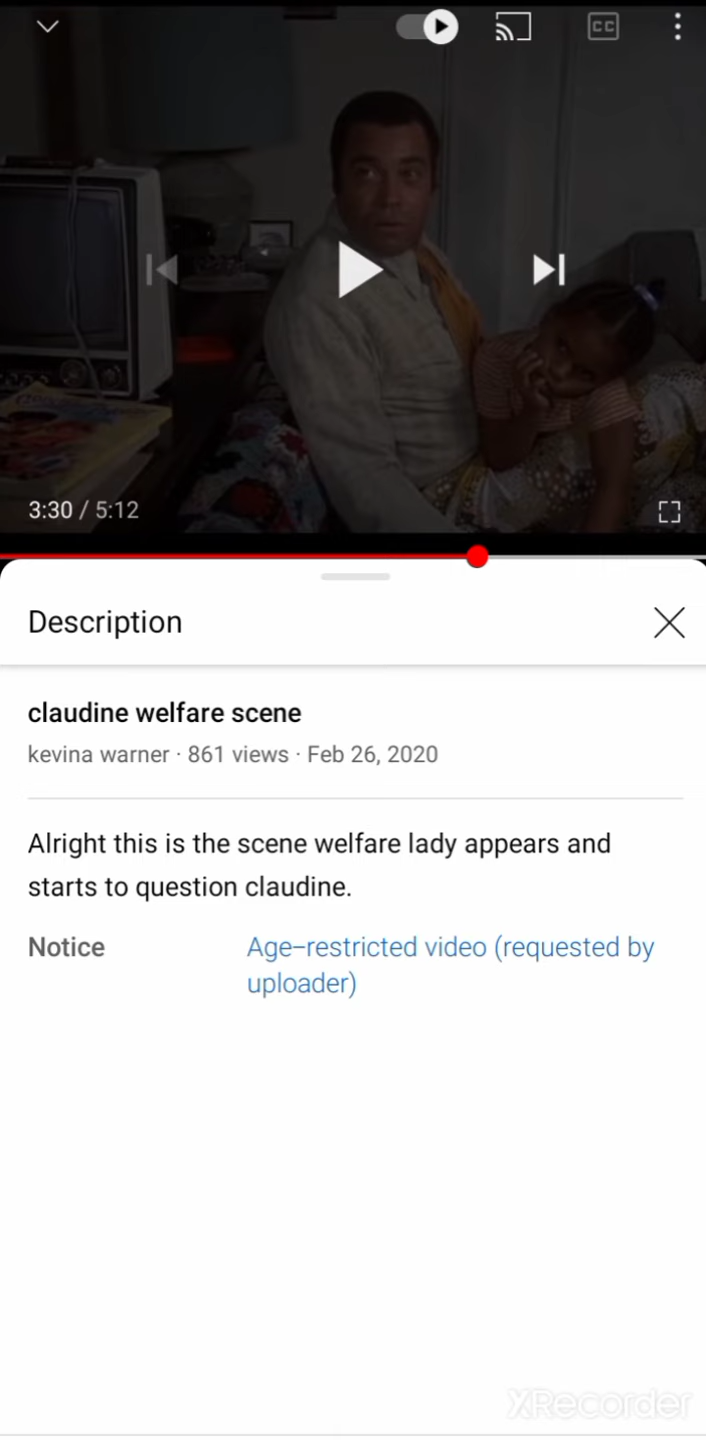 CC
3:30 / 5:12
Description
claudine welfare scene
kevina warner · 861 views · Feb 26, 2020
Alright this is the scene welfare lady appears and
starts to question claudine.
Notice
Age-restricted video (requested by
uploader)
XRecorder